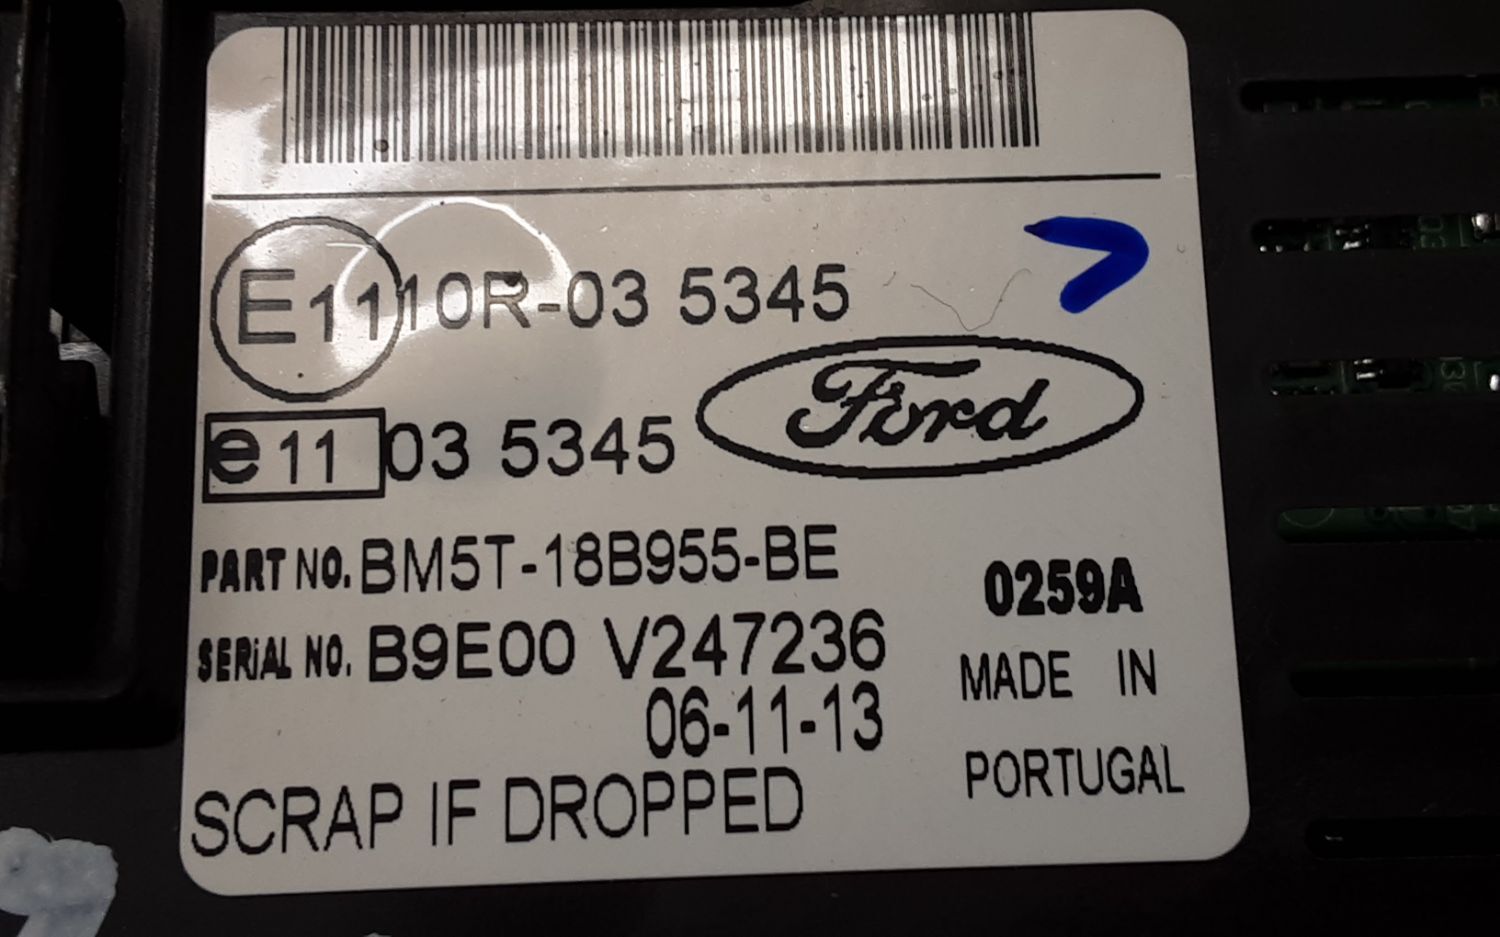 E11 10R-03 5345
e11 03 5345
Ford
PART NO. BM5T-18B955-BE
SERiAL NO. B9E00 V247236
06-11-13
0259A
MADE IN
PORTUGAL
SCRAP IF DROPPED